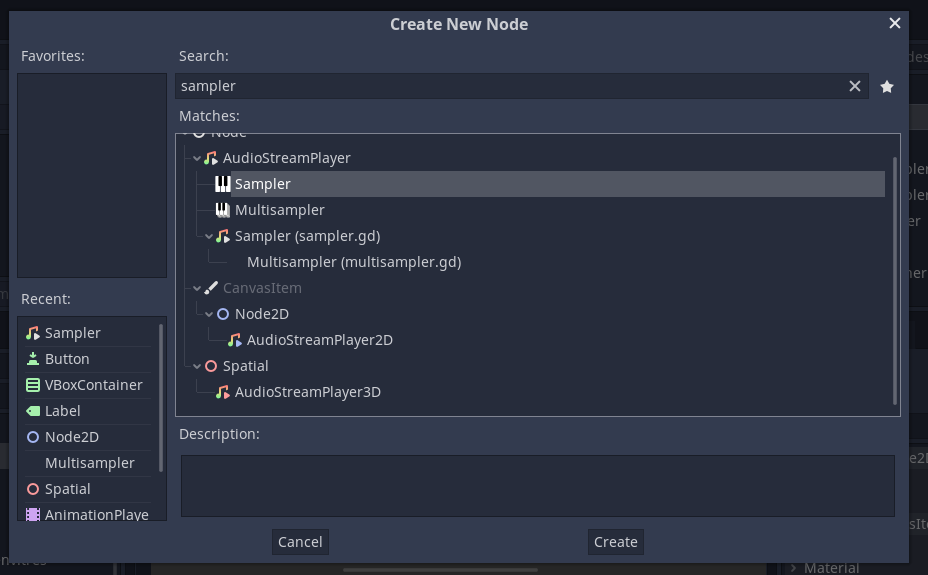 Create New Node
Favorites:
Search:
sampler
Matches:
Node
AudioStreamPlayer
Sampler
Multisampler
Sampler (sampler.gd)
Multisampler (multisampler.gd)
CanvasItem
Node2D
AudioStreamPlayer2D
Spatial
AudioStreamPlayer3D
Recent:
Sampler
Button
VBoxContainer
Label
Node2D
Multisampler
Spatial
AnimationPlaye
Description:
Cancel
Create
Material